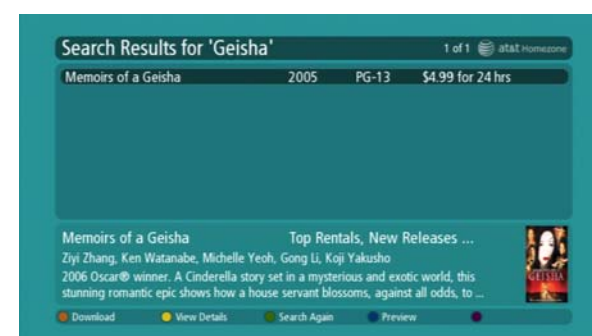 Search Results for 'Geisha' 1 of 1 at&t Homezone
Memoirs of a Geisha 2005 PG-13 $4.99 for 24 hrs
Memoirs of a Geisha Top Rentals, New Releases ...
Ziyi Zhang, Ken Watanabe, Michelle Yeoh, Gong Li, Koji Yakusho
2006 Oscar® winner. A Cinderella story set in a mysterious and exotic world, this
stunning romantic epic shows how a house servant blossoms, against all odds, to ...
GEISHA
Download View Details Search Again Preview